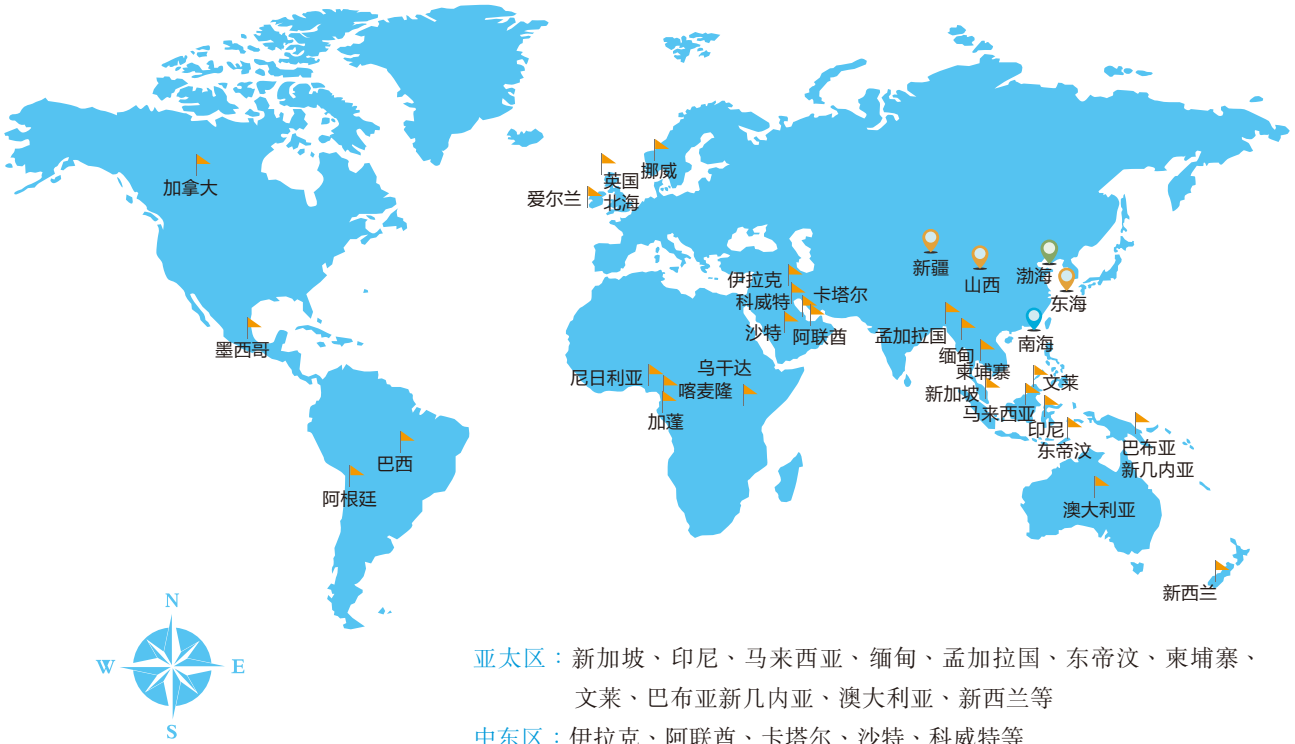 挪威
英国
北海
爱尔兰
加拿大
新疆
山西
渤海
东海
伊拉克
科威特
卡塔尔
沙特
阿联酋
孟加拉国
南海
缅甸
墨西哥
柬埔寨
乌干达
尼日利亚
喀麦隆
文莱
新加坡
马来西亚
加蓬
印尼
东帝汶
巴布亚
新几内亚
巴西
阿根廷
澳大利亚
新西兰
N
W
E
S
亚太区：新加坡、印尼、马来西亚、缅甸、孟加拉国、东帝汶、柬埔寨、
文莱、巴布亚新几内亚、澳大利亚、新西兰等
中东区：伊拉克、阿联酋、卡塔尔、沙特、科威特等